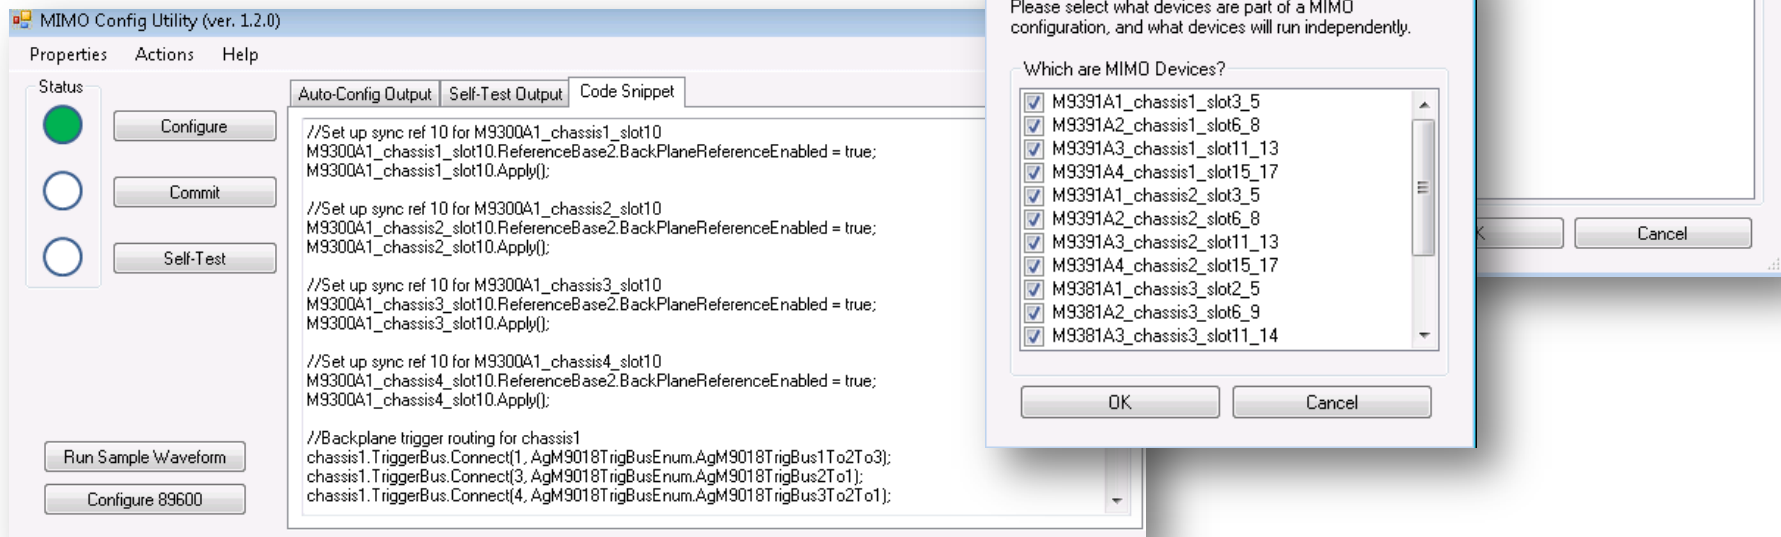 MIMO Config Utility (ver. 1.2.0)
Properties Actions Help
Status
Configure
Commit
Self-Test
Run Sample Waveform
Configure 89600
Auto-Config Output Self-Test Output Code Snippet
//Set up sync ref 10 for M9300A1_chassis1_slot10
M9300A1_chassis1_slot10.ReferenceBase2.BackPlaneReferenceEnabled = true;
M9300A1_chassis1_slot10.Apply();
//Set up sync ref 10 for M9300A1_chassis2_slot10
M9300A1_chassis2_slot10.ReferenceBase2.BackPlaneReferenceEnabled = true;
M9300A1_chassis2_slot10.Apply();
//Set up sync ref 10 for M9300A1_chassis3_slot10
M9300A1_chassis3_slot10.ReferenceBase2.BackPlaneReferenceEnabled = true;
M9300A1_chassis3_slot10.Apply();
//Set up sync ref 10 for M9300A1_chassis4_slot10
M9300A1_chassis4_slot10.ReferenceBase2.BackPlaneReferenceEnabled = true;
M9300A1_chassis4_slot10.Apply();
//Backplane trigger routing for chassis1
chassis1.TriggerBus.Connect(1, AgM9018TrigBusEnum.AgM9018TrigBus1To2To3);
chassis1.TriggerBus.Connect(3, AgM9018TrigBusEnum.AgM9018TrigBus2To1);
chassis1.TriggerBus.Connect(4, AgM9018TrigBusEnum.AgM9018TrigBus3To2To1);
Please select what devices are part of a MIMO
configuration, and what devices will run independently.
Which are MIMO Devices?
M9391A1_chassis1_slot3_5
M9391A2_chassis1_slot6_8
M9391A3_chassis1_slot11_13
M9391A4_chassis1_slot15_17
M9391A1_chassis2_slot3_5
M9391A2_chassis2_slot6_8
M9391A3_chassis2_slot11_13
M9391A4_chassis2_slot15_17
M9381A1_chassis3_slot2_5
M9381A2_chassis3_slot6_9
M9381A3_chassis3_slot11_14
OK Cancel
Cancel